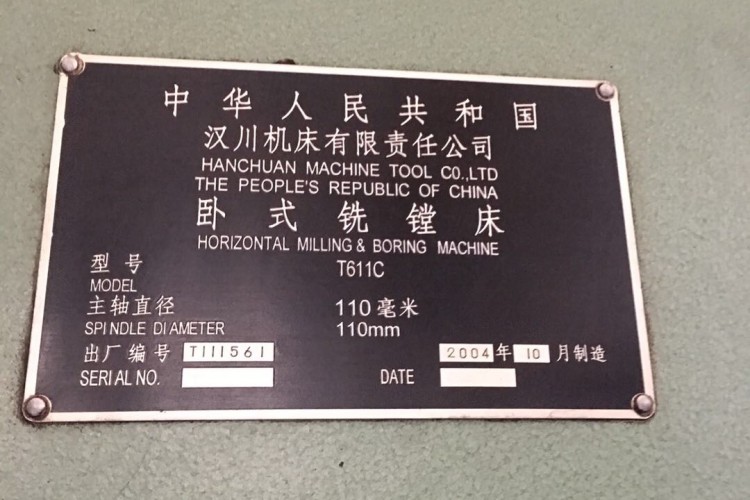 中华人民共和国
汉川机床有限责任公司
HANCHUAN MACHINE TOOL CO.,LTD
THE PEOPLE'S REPUBLIC OF CHINA
卧式铣镗床
HORIZONTAL MILLING & BORING MACHINE
型号 T611C
MODEL
主轴直径 110毫米
SPINDLE DIAMETER 110mm
出厂编号 T111561 2004年10月制造
SERIAL NO. DATE